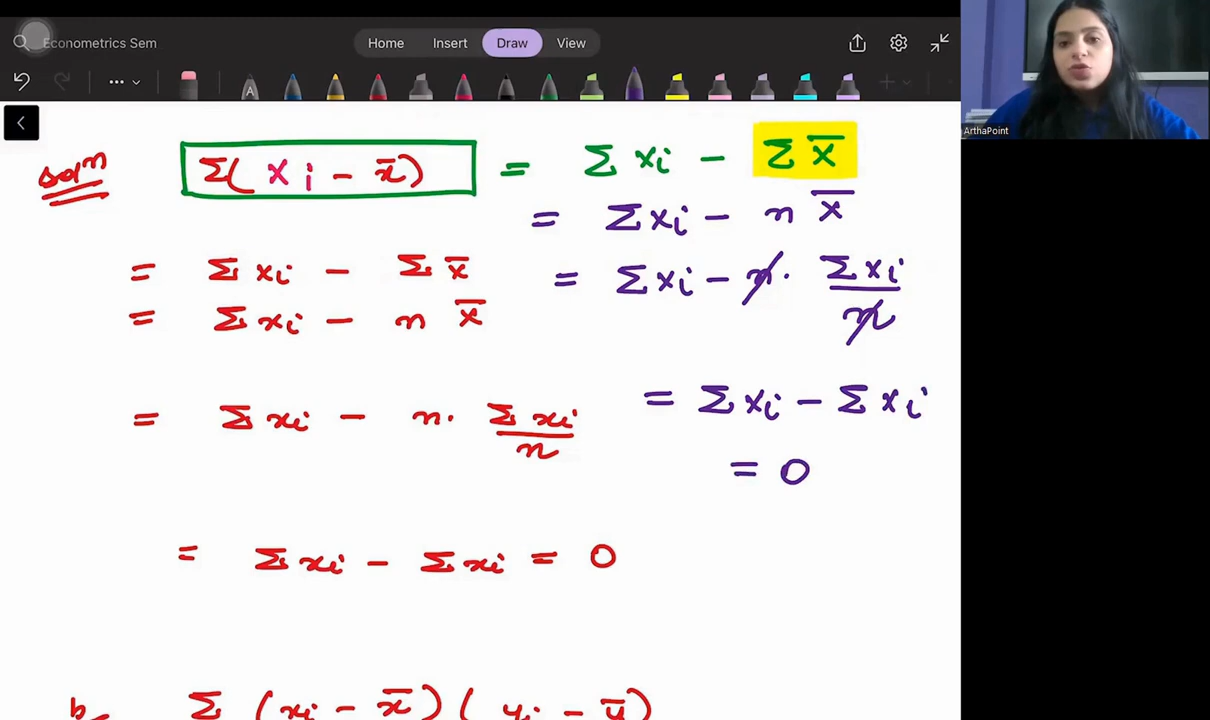 Econometrics Sem
Home Insert Draw View
A
ArthaPoint
Σ( xi - x̄) = Σ xi - Σ x̄
= Σ xi - n x̄
= Σ xi - n · Σ xi / n
= Σ xi - Σ xi
= 0
= Σ xi - Σ x̄
= Σ xi - n x̄
= Σ xi - n · Σ xi / n
= Σ xi - Σ xi = 0
b Σ (xi - x̄) ( yi - ȳ)